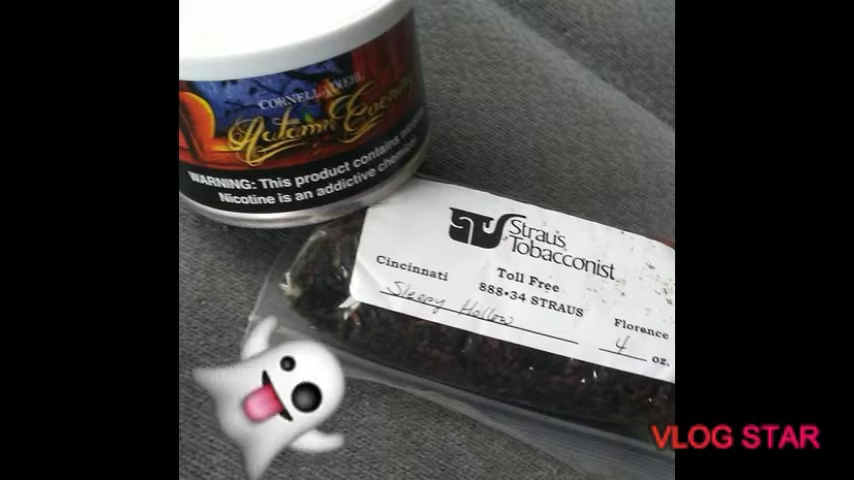 CORNELL & DIEHL
Autumn Evening
WARNING: This product contains nicotine.
Nicotine is an addictive chemical.
Straus
Tobacconist
Cincinnati
Toll Free
888•34 STRAUS
Florence
Sleepy Hollow
4 oz.
VLOG STAR